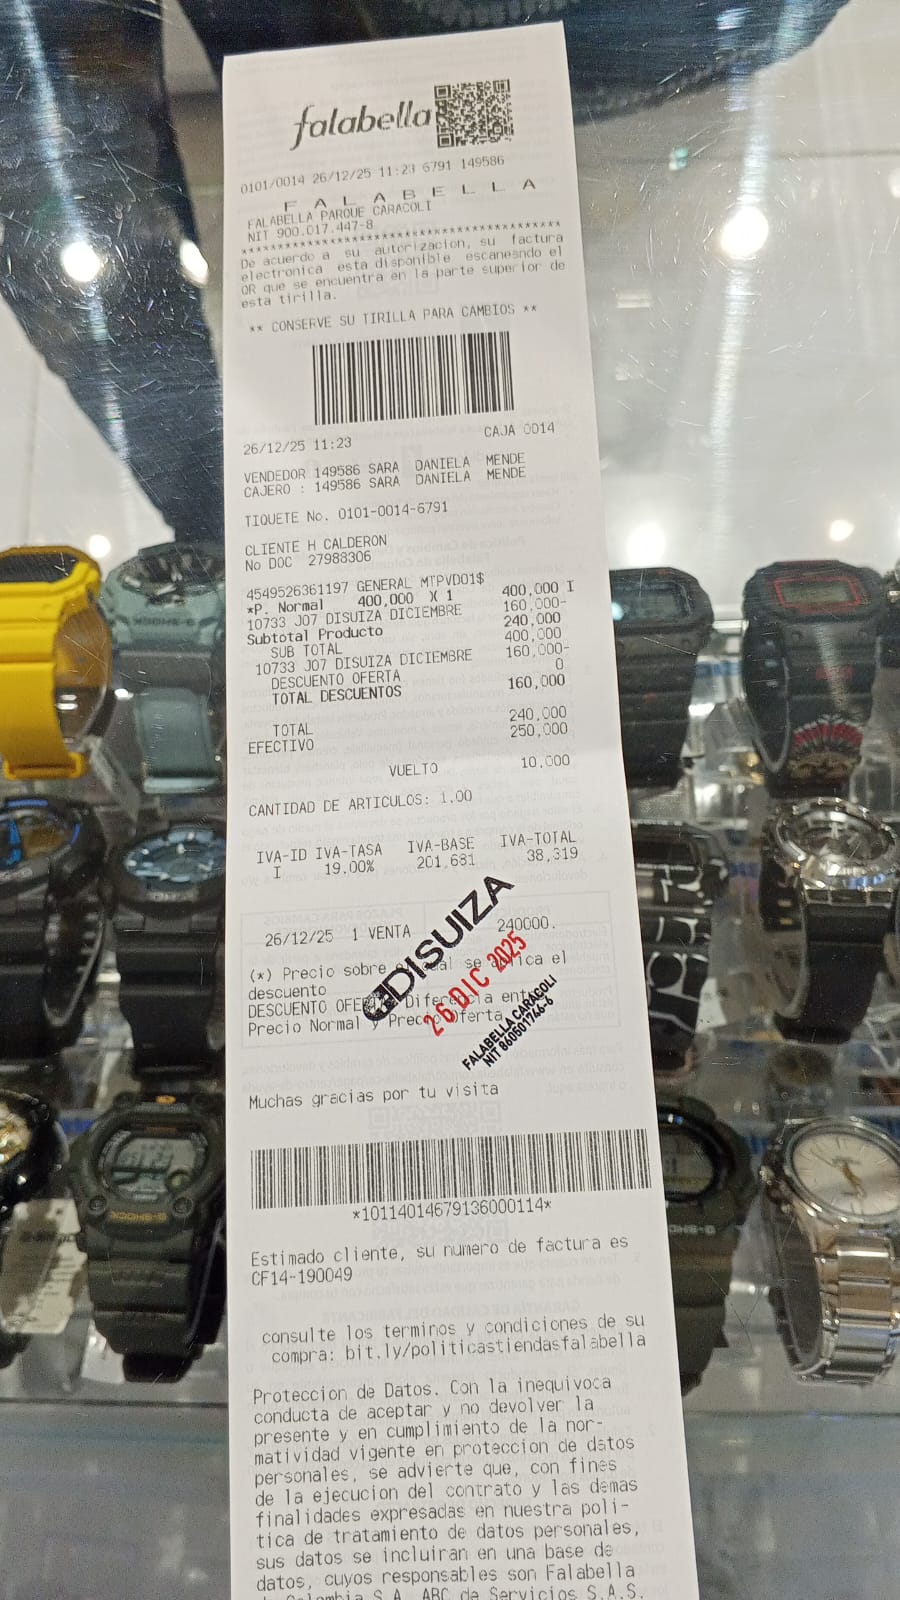 falabella
0101/0014 26/12/25 11:23 6791 149586
F A L A B E L L A
FALABELLA PARQUE CARACOLI
NIT 900.017.447-8
De acuerdo a su autorizacion, su factura
electronica esta disponible escaneando el
QR que se encuentra en la parte superior de
esta tirilla.
** CONSERVE SU TIRILLA PARA CAMBIOS **
26/12/25 11:23 CAJA 0014
VENDEDOR 149586 SARA DANIELA MENDE
CAJERO : 149586 SARA DANIELA MENDE
TIQUETE No. 0101-0014-6791
CLIENTE H CALDERON
No DOC 27988306
4549526361197 GENERAL MTPVD01$ 400,000 I
*P. Normal 400,000 X 1
10733 J07 DISUIZA DICIEMBRE 160,000-
Subtotal Producto 240,000
SUB TOTAL 400,000
10733 J07 DISUIZA DICIEMBRE 160,000-
DESCUENTO OFERTA 0
TOTAL DESCUENTOS 160,000
TOTAL 240,000
EFECTIVO 250,000
VUELTO 10,000
CANTIDAD DE ARTICULOS: 1,00
IVA-ID IVA-TASA IVA-BASE IVA-TOTAL
I 19.00% 201,681 38,319
26/12/25 1 VENTA 240000.
(*) Precio sobre el cual se aplica el
descuento
DESCUENTO OFERTA: Diferencia entre
Precio Normal y Precio Oferta
DISUIZA
26 DIC 2025
FALABELLA CARACOLI
NIT 860501746-6
Muchas gracias por tu visita
*10114014679136000114*
Estimado cliente, su numero de factura es
CF14-190049
consulte los terminos y condiciones de su
compra: bit.ly/politicastiendasfalabella
Proteccion de Datos. Con la inequivoca
conducta de aceptar y no devolver la
presente y en cumplimiento de la nor-
matividad vigente en proteccion de datos
personales, se advierte que, con fines
de la ejecucion del contrato y las demas
finalidades expresadas en nuestra poli-
tica de tratamiento de datos personales,
sus datos se incluiran en una base de
datos, cuyos responsables son Falabella
de Colombia S.A. ABC de Servicios S.A.S.